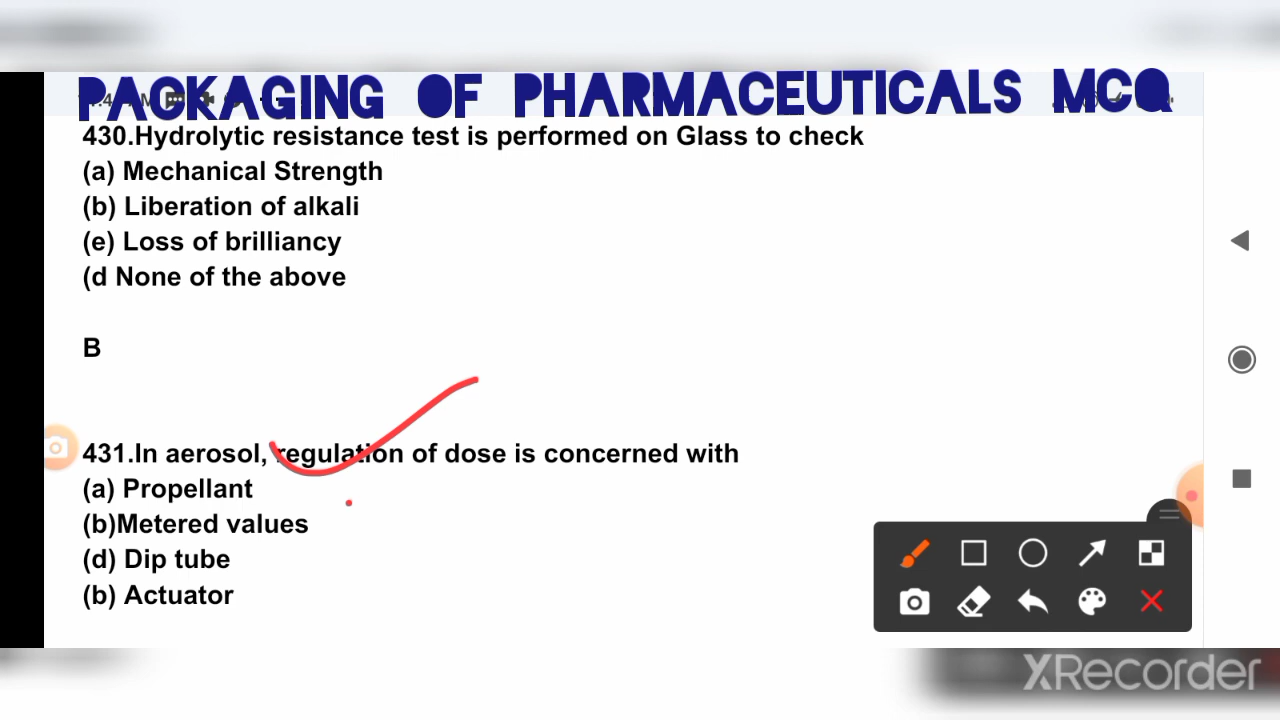 PACKAGING OF PHARMACEUTICALS MCQ
430.Hydrolytic resistance test is performed on Glass to check
(a) Mechanical Strength
(b) Liberation of alkali
(e) Loss of brilliancy
(d None of the above
B
431.In aerosol, regulation of dose is concerned with
(a) Propellant
(b)Metered values
(d) Dip tube
(b) Actuator
XRecorder